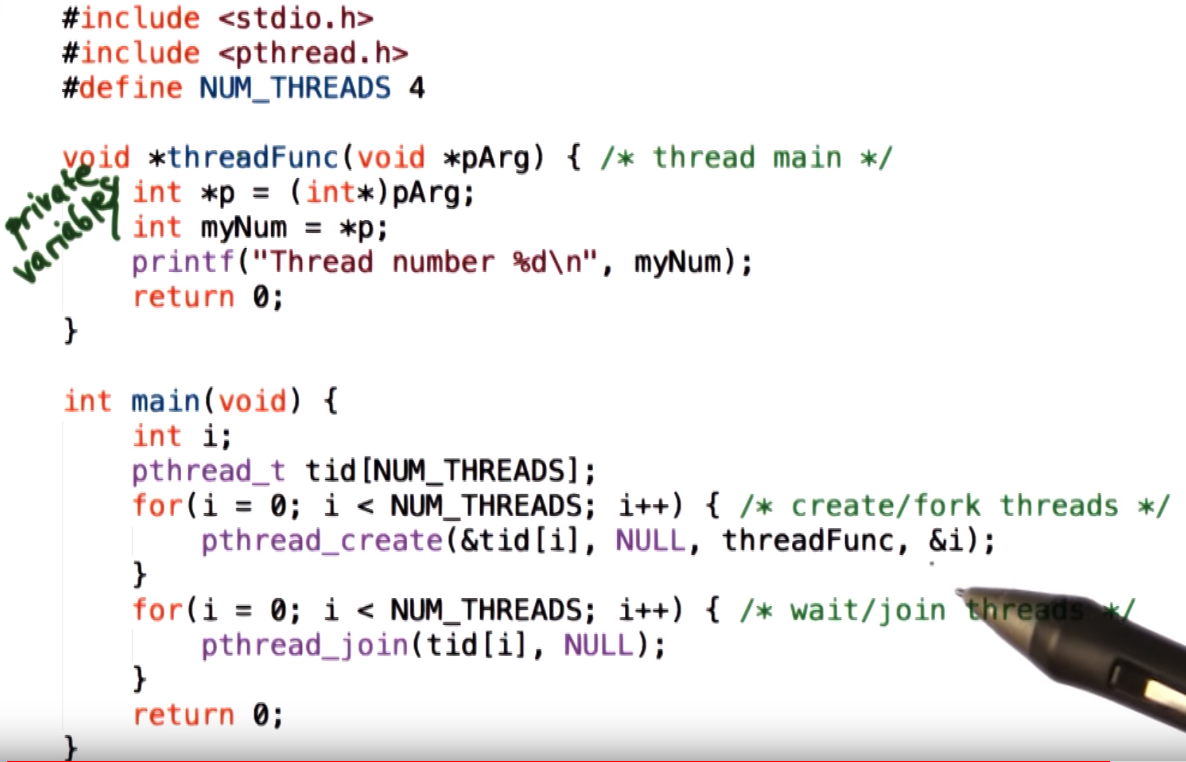 #include <stdio.h>
#include <pthread.h>
#define NUM_THREADS 4
void *threadFunc(void *pArg) { /* thread main */
private
variables
int *p = (int*)pArg;
int myNum = *p;
printf("Thread number %d\n", myNum);
return 0;
}
int main(void) {
int i;
pthread_t tid[NUM_THREADS];
for(i = 0; i < NUM_THREADS; i++) { /* create/fork threads */
pthread_create(&tid[i], NULL, threadFunc, &i);
}
for(i = 0; i < NUM_THREADS; i++) { /* wait/join threads */
pthread_join(tid[i], NULL);
}
return 0;
}